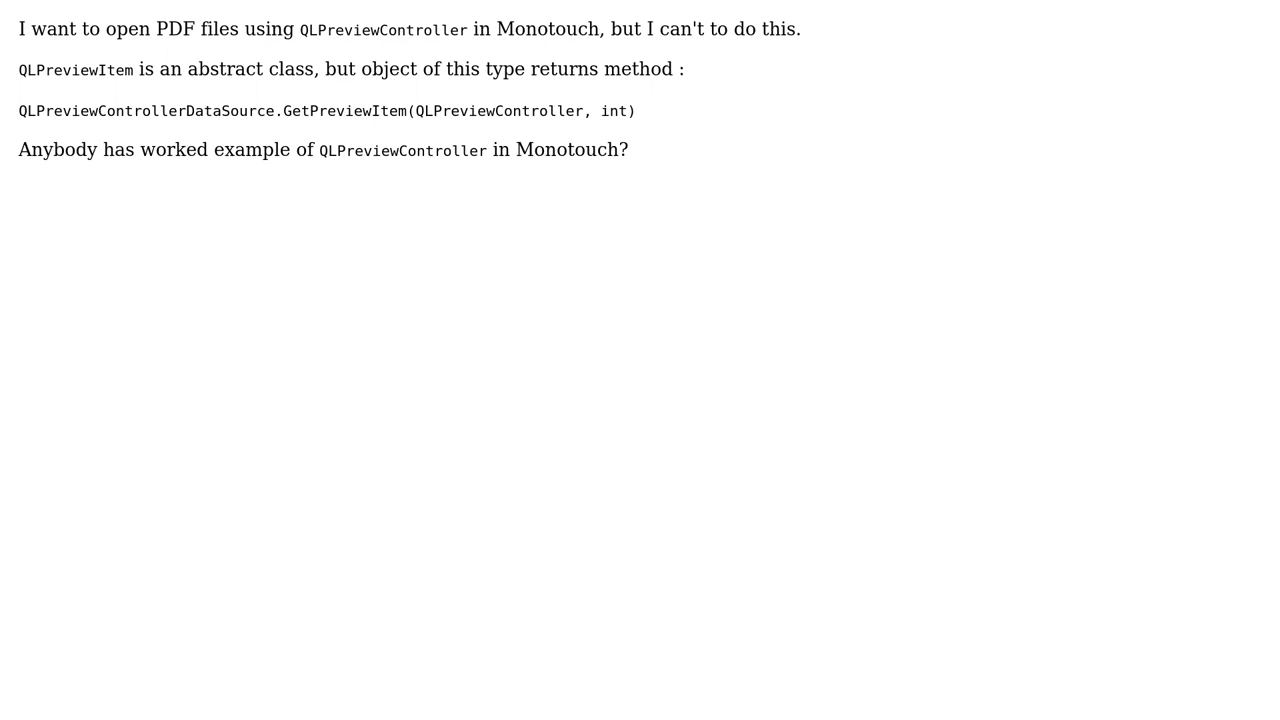 I want to open PDF files using QLPreviewController in Monotouch, but I can't to do this.
QLPreviewItem is an abstract class, but object of this type returns method :
QLPreviewControllerDataSource.GetPreviewItem(QLPreviewController, int)
Anybody has worked example of QLPreviewController in Monotouch?